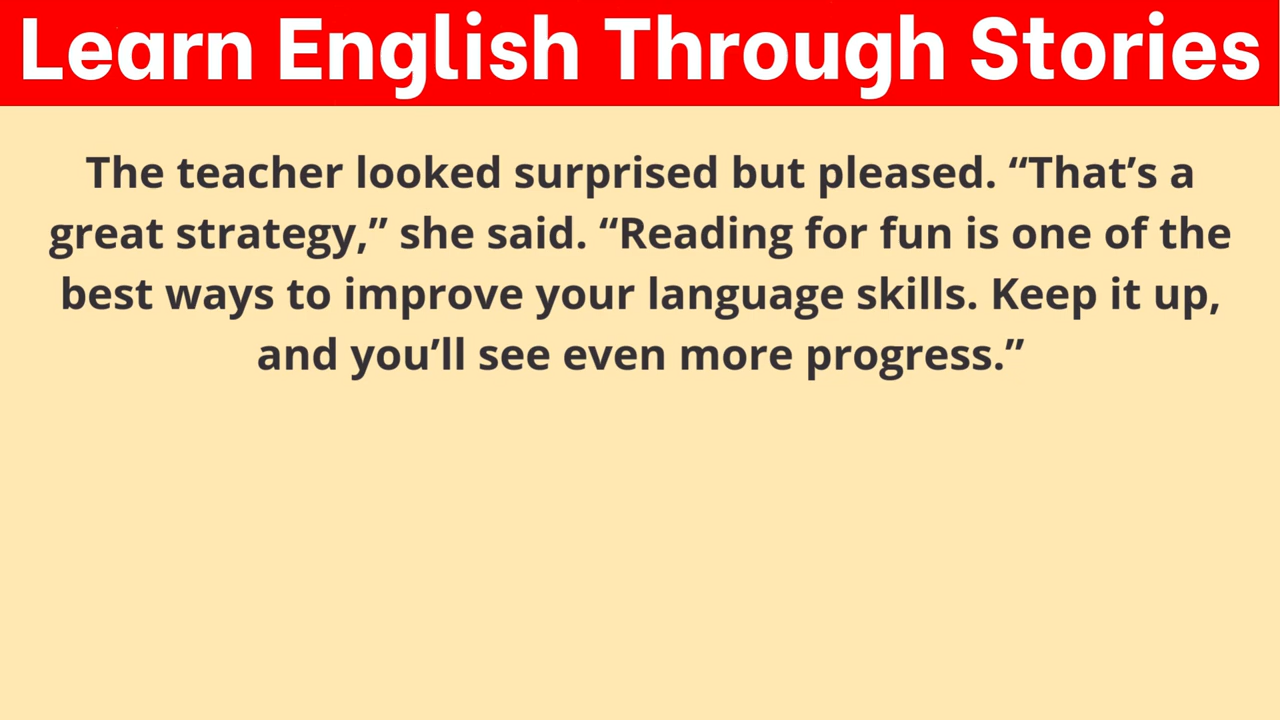 Learn English Through Stories
The teacher looked surprised but pleased. “That’s a
great strategy,” she said. “Reading for fun is one of the
best ways to improve your language skills. Keep it up,
and you’ll see even more progress.”